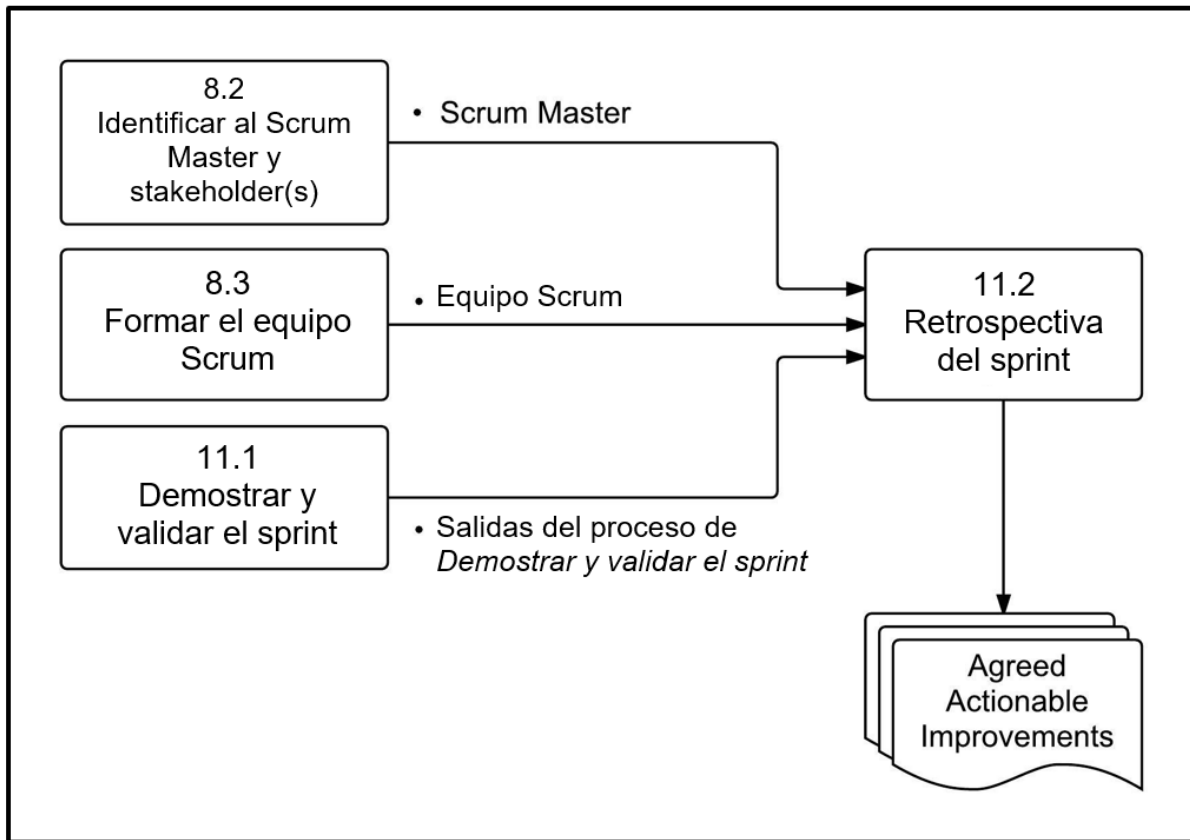 8.2
Identificar al Scrum
Master y
stakeholder(s)
• Scrum Master
8.3
Formar el equipo
Scrum
• Equipo Scrum
11.1
Demostrar y
validar el sprint
• Salidas del proceso de
Demostrar y validar el sprint
11.2
Retrospectiva
del sprint
Agreed
Actionable
Improvements